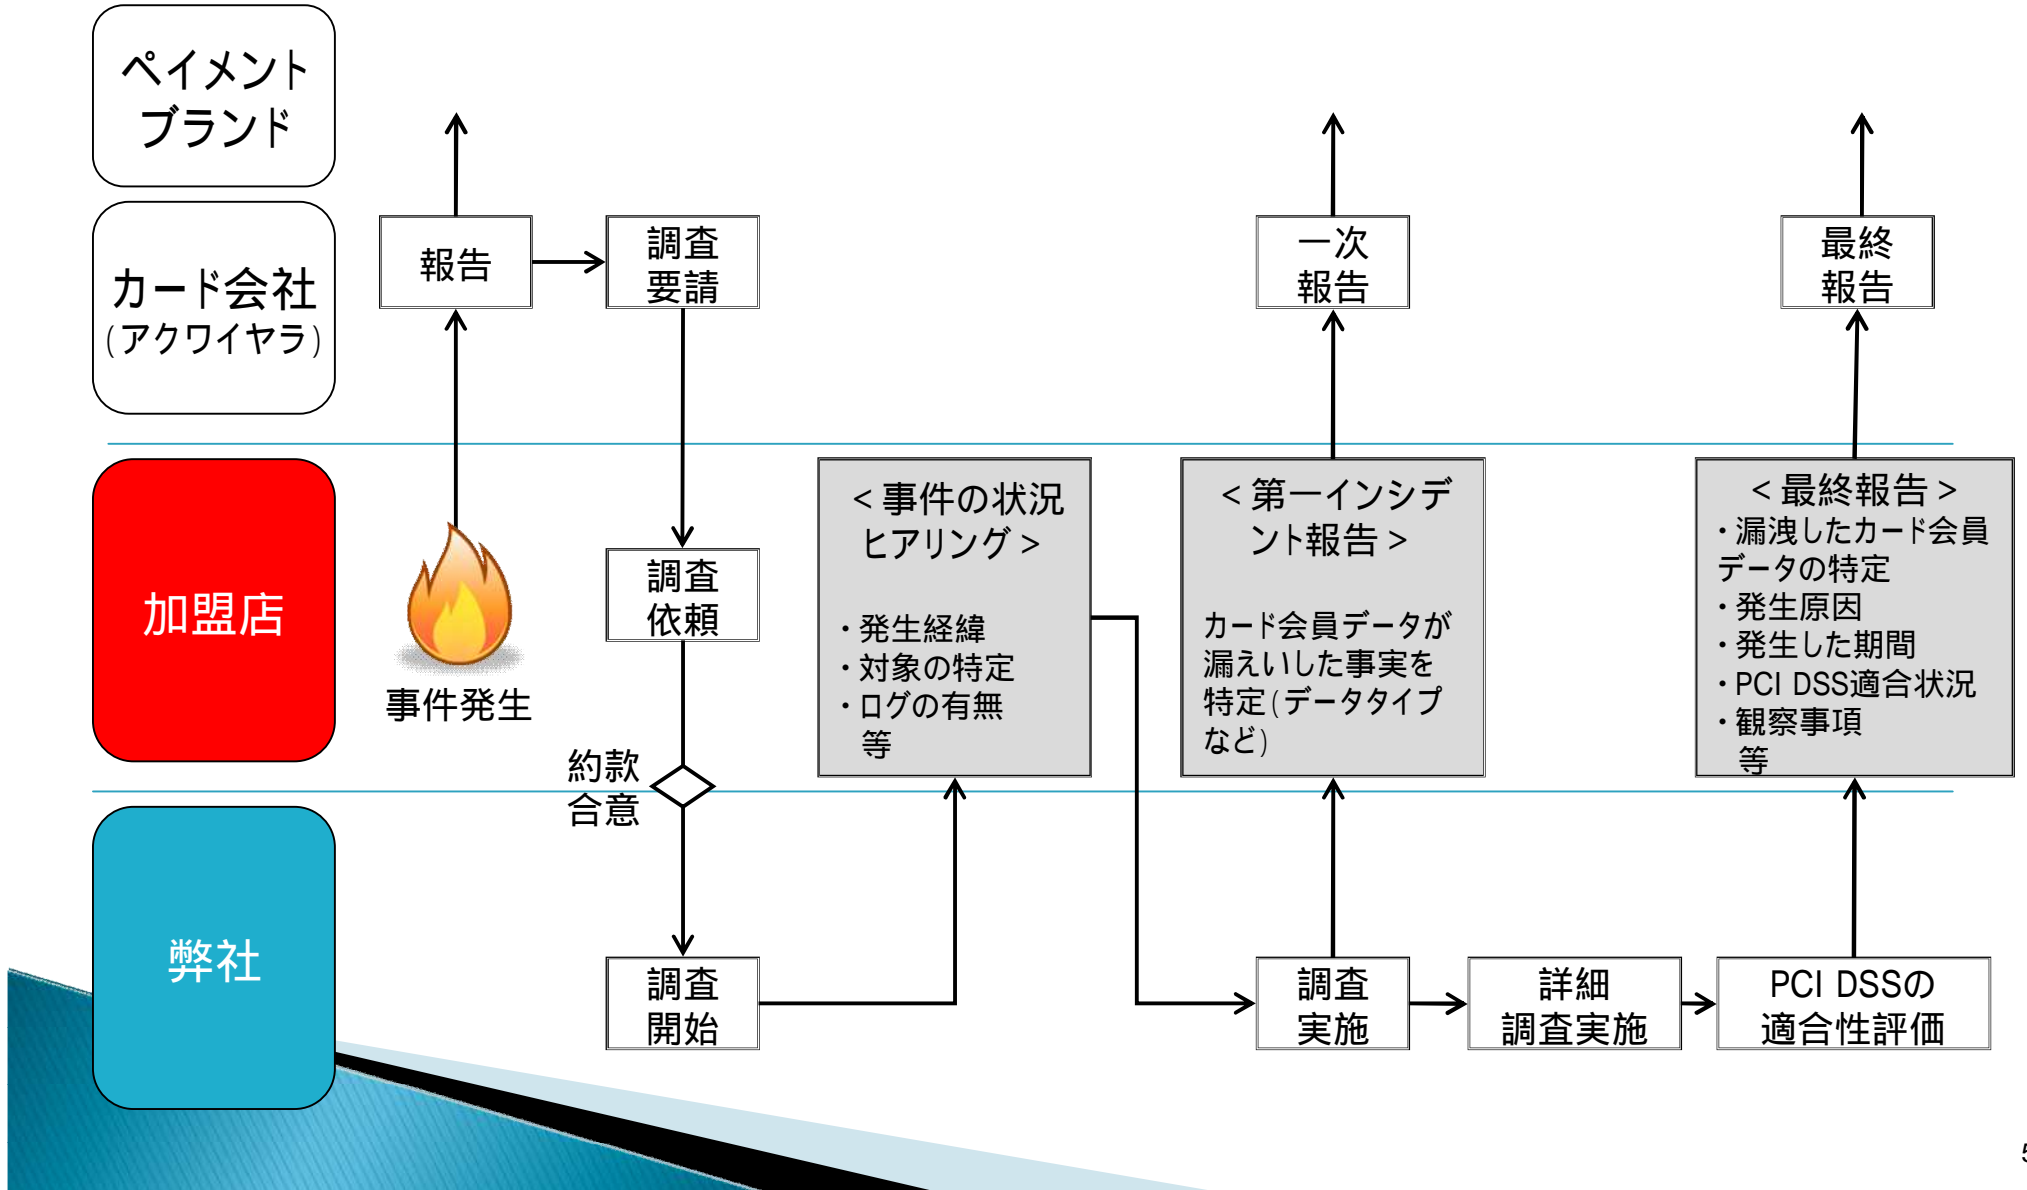 ペイメント
ブランド
カード会社
(アクワイヤラ)
報告
調査
要請
一次
報告
最終
報告
加盟店
事件発生
調査
依頼
約款
合意
<事件の状況
ヒアリング>
・発生経緯
・対象の特定
・ログの有無
等
<第一インシデ
ント報告>
カード会員データが
漏えいした事実を
特定(データタイプ
など)
<最終報告>
・漏洩したカード会員
データの特定
・発生原因
・発生した期間
・PCI DSS適合状況
・観察事項
等
弊社
調査
開始
調査
実施
詳細
調査実施
PCI DSSの
適合性評価